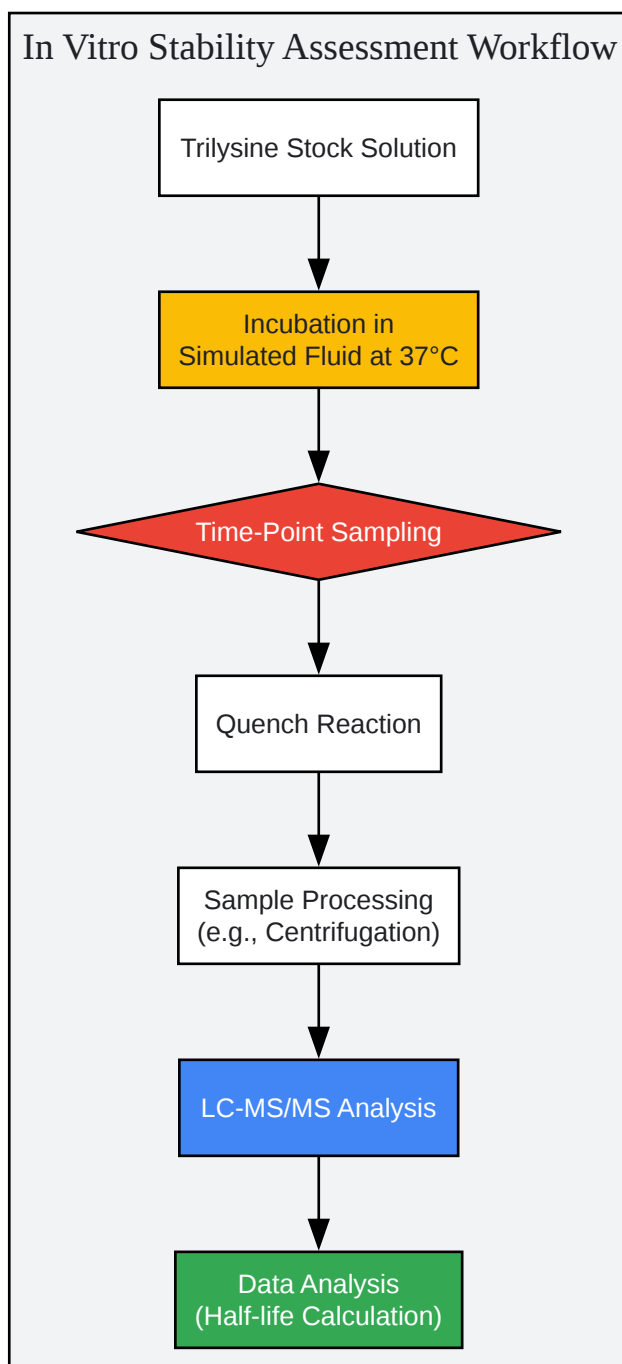 In Vitro Stability Assessment Workflow
Trilysine Stock Solution
Incubation in
Simulated Fluid at 37°C
Time-Point Sampling
Quench Reaction
Sample Processing
(e.g., Centrifugation)
LC-MS/MS Analysis
Data Analysis
(Half-life Calculation)